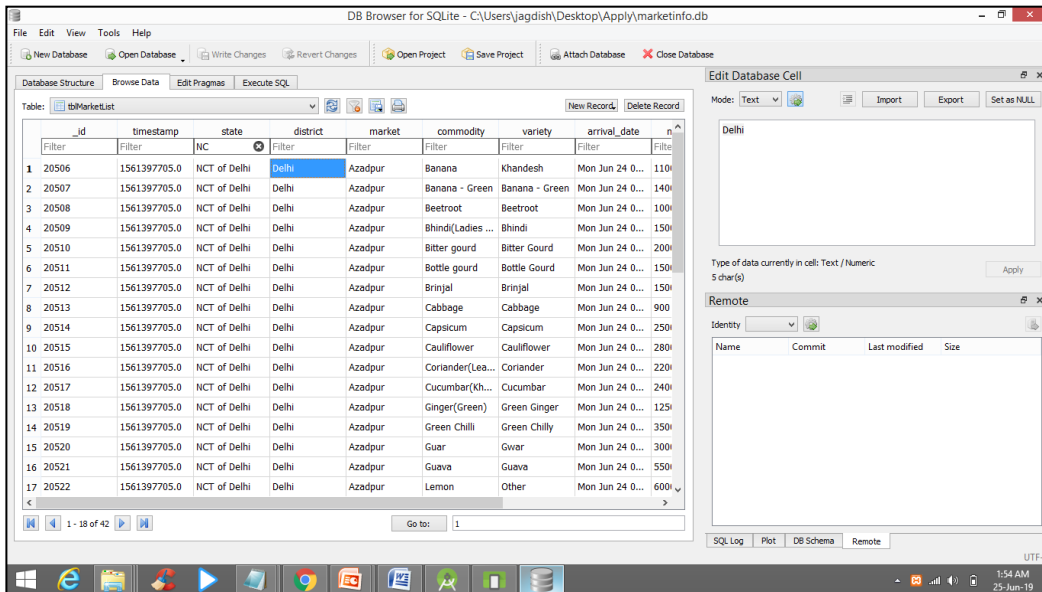 DB Browser for SQLite - C:\Users\jagdish\Desktop\Apply\marketinfo.db
File Edit View Tools Help
New Database Open Database Write Changes Revert Changes Open Project Save Project Attach Database Close Database
Database Structure Browse Data Edit Pragmas Execute SQL
Table: tblMarketList New Record Delete Record
_id timestamp state district market commodity variety arrival_date
Filter Filter NC Filter Filter Filter Filter Filter Filte
1 20506 1561397705.0 NCT of Delhi Delhi Azadpur Banana Khandesh Mon Jun 24 0... 110
2 20507 1561397705.0 NCT of Delhi Delhi Azadpur Banana - Green Banana - Green Mon Jun 24 0... 140
3 20508 1561397705.0 NCT of Delhi Delhi Azadpur Beetroot Beetroot Mon Jun 24 0... 100
4 20509 1561397705.0 NCT of Delhi Delhi Azadpur Bhindi(Ladies ... Bhindi Mon Jun 24 0... 150
5 20510 1561397705.0 NCT of Delhi Delhi Azadpur Bitter gourd Bitter Gourd Mon Jun 24 0... 200
6 20511 1561397705.0 NCT of Delhi Delhi Azadpur Bottle gourd Bottle Gourd Mon Jun 24 0... 150
7 20512 1561397705.0 NCT of Delhi Delhi Azadpur Brinjal Brinjal Mon Jun 24 0... 150
8 20513 1561397705.0 NCT of Delhi Delhi Azadpur Cabbage Cabbage Mon Jun 24 0... 900
9 20514 1561397705.0 NCT of Delhi Delhi Azadpur Capsicum Capsicum Mon Jun 24 0... 250
10 20515 1561397705.0 NCT of Delhi Delhi Azadpur Cauliflower Cauliflower Mon Jun 24 0... 280
11 20516 1561397705.0 NCT of Delhi Delhi Azadpur Coriander(Lea... Coriander Mon Jun 24 0... 220
12 20517 1561397705.0 NCT of Delhi Delhi Azadpur Cucumbar(Kh... Cucumbar Mon Jun 24 0... 240
13 20518 1561397705.0 NCT of Delhi Delhi Azadpur Ginger(Green) Green Ginger Mon Jun 24 0... 125
14 20519 1561397705.0 NCT of Delhi Delhi Azadpur Green Chilli Green Chilly Mon Jun 24 0... 350
15 20520 1561397705.0 NCT of Delhi Delhi Azadpur Guar Gwar Mon Jun 24 0... 300
16 20521 1561397705.0 NCT of Delhi Delhi Azadpur Guava Guava Mon Jun 24 0... 550
17 20522 1561397705.0 NCT of Delhi Delhi Azadpur Lemon Other Mon Jun 24 0... 600
1 - 18 of 42 Go to: 1
Edit Database Cell
Mode: Text Import Export Set as NULL
Delhi
Type of data currently in cell: Text / Numeric
5 char(s)
Apply
Remote
Identity
Name Commit Last modified Size
SQL Log Plot DB Schema Remote
UTF-
1:54 AM
25-Jun-19